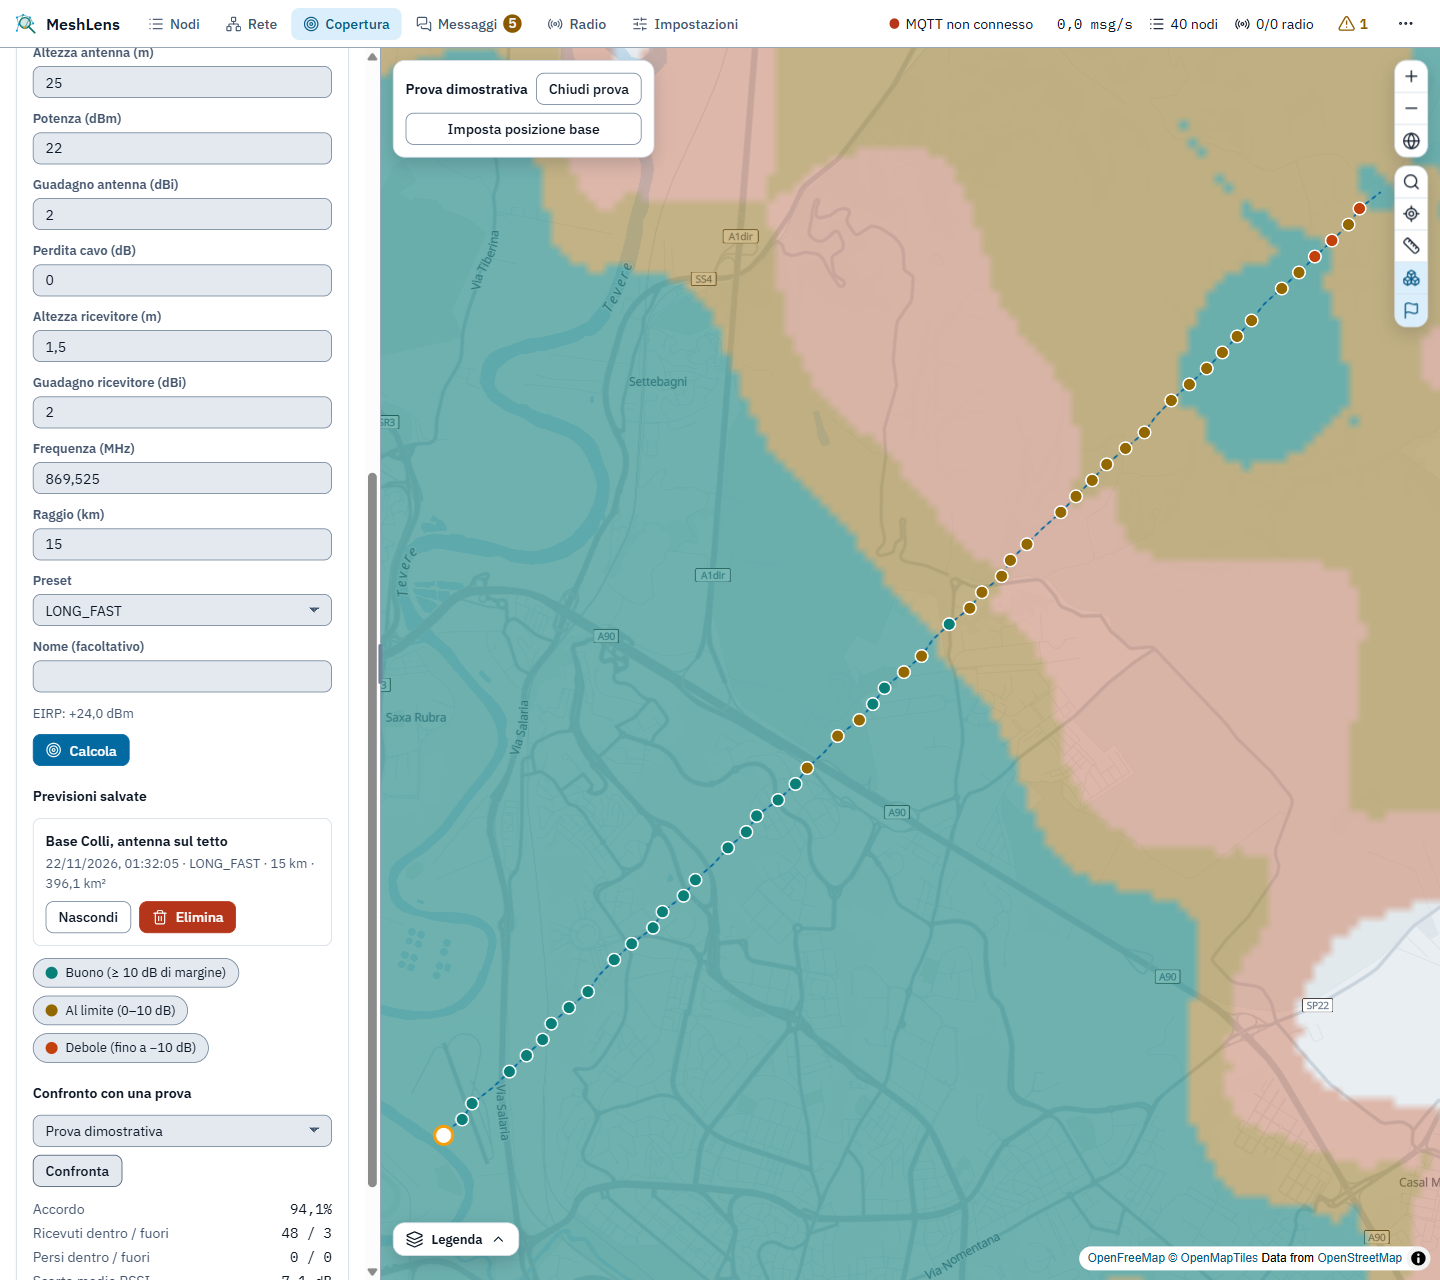 MeshLens
Nodi
Rete
Copertura
Messaggi 5
Radio
Impostazioni
MQTT non connesso
0,0 msg/s
40 nodi
0/0 radio
1
Altezza antenna (m)
25
Potenza (dBm)
22
Guadagno antenna (dBi)
2
Perdita cavo (dB)
0
Altezza ricevitore (m)
1,5
Guadagno ricevitore (dBi)
2
Frequenza (MHz)
869,525
Raggio (km)
15
Preset
LONG_FAST
Nome (facoltativo)
EIRP: +24,0 dBm
Calcola
Previsioni salvate
Base Colli, antenna sul tetto
22/11/2026, 01:32:05 · LONG_FAST · 15 km ·
396,1 km²
Nascondi
Elimina
Buono (≥ 10 dB di margine)
Al limite (0–10 dB)
Debole (fino a −10 dB)
Confronto con una prova
Prova dimostrativa
Confronta
Accordo 94,1%
Ricevuti dentro / fuori 48 / 3
Persi dentro / fuori 0 / 0
Prova dimostrativa
Chiudi prova
Imposta posizione base
A1dir
SS4
Via Tiberina
Tevere
Settebagni
SR3
Tevere
A1dir
A90
Saxa Rubra
Via Salaria
A90
A90
SP22
Via Salaria
Casal M
A90
Via Nomentana
Legenda
OpenFreeMap © OpenMapTiles Data from OpenStreetMap